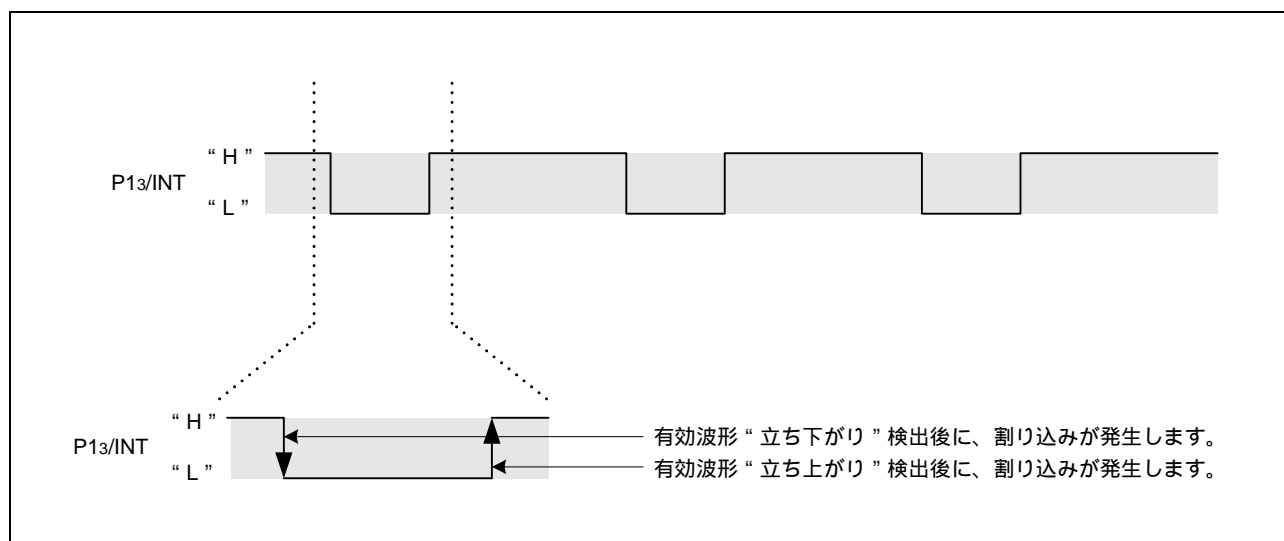 “ H ”
P13/INT
“ L ”
“ H ”
P13/INT
“ L ”
有効波形 “ 立ち下がり ” 検出後に、割り込みが発生します。
有効波形 “ 立ち上がり ” 検出後に、割り込みが発生します。